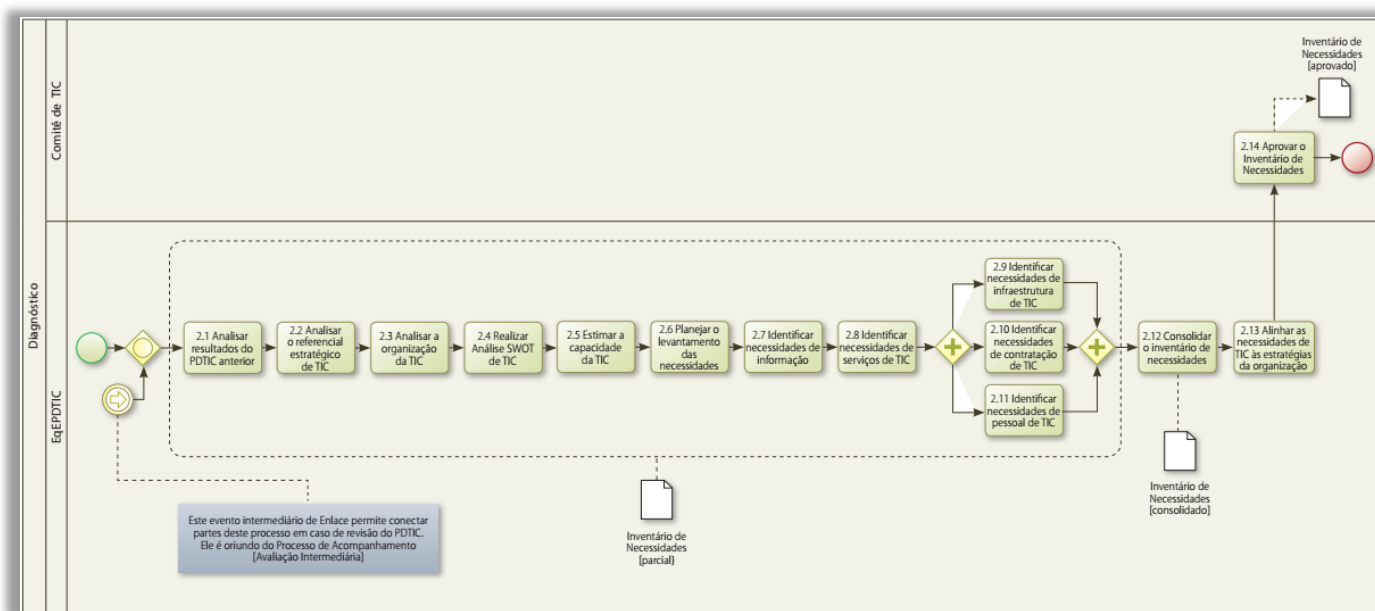 Diagnóstico
Comitê de TIC
EqEPDTIC
Inventário de
Necessidades
[aprovado]
2.14 Aprovar o
Inventário de
Necessidades
2.1 Analisar
resultados do
PDTIC anterior
2.2 Analisar
o referencial
estratégico
de TIC
2.3 Analisar a
organização
da TIC
2.4 Realizar
Análise SWOT
de TIC
2.5 Estimar a
capacidade
da TIC
2.6 Planejar o
levantamento
das
necessidades
2.7 Identificar
necessidades
de informação
2.8 Identificar
necessidades de
serviços de TIC
2.9 Identificar
necessidades de
infraestrutura
de TIC
2.10 Identificar
necessidades
de contratação
de TIC
2.11 Identificar
necessidades de
pessoal de TIC
2.12 Consolidar
o inventário de
necessidades
2.13 Alinhar as
necessidades de
TIC às estratégias
da organização
Este evento intermediário de Enlace permite conectar
partes deste processo em caso de revisão do PDTIC.
Ele é oriundo do Processo de Acompanhamento
[Avaliação Intermediária]
Inventário de
Necessidades
[parcial}
Inventário de
Necessidades
[consolidado]